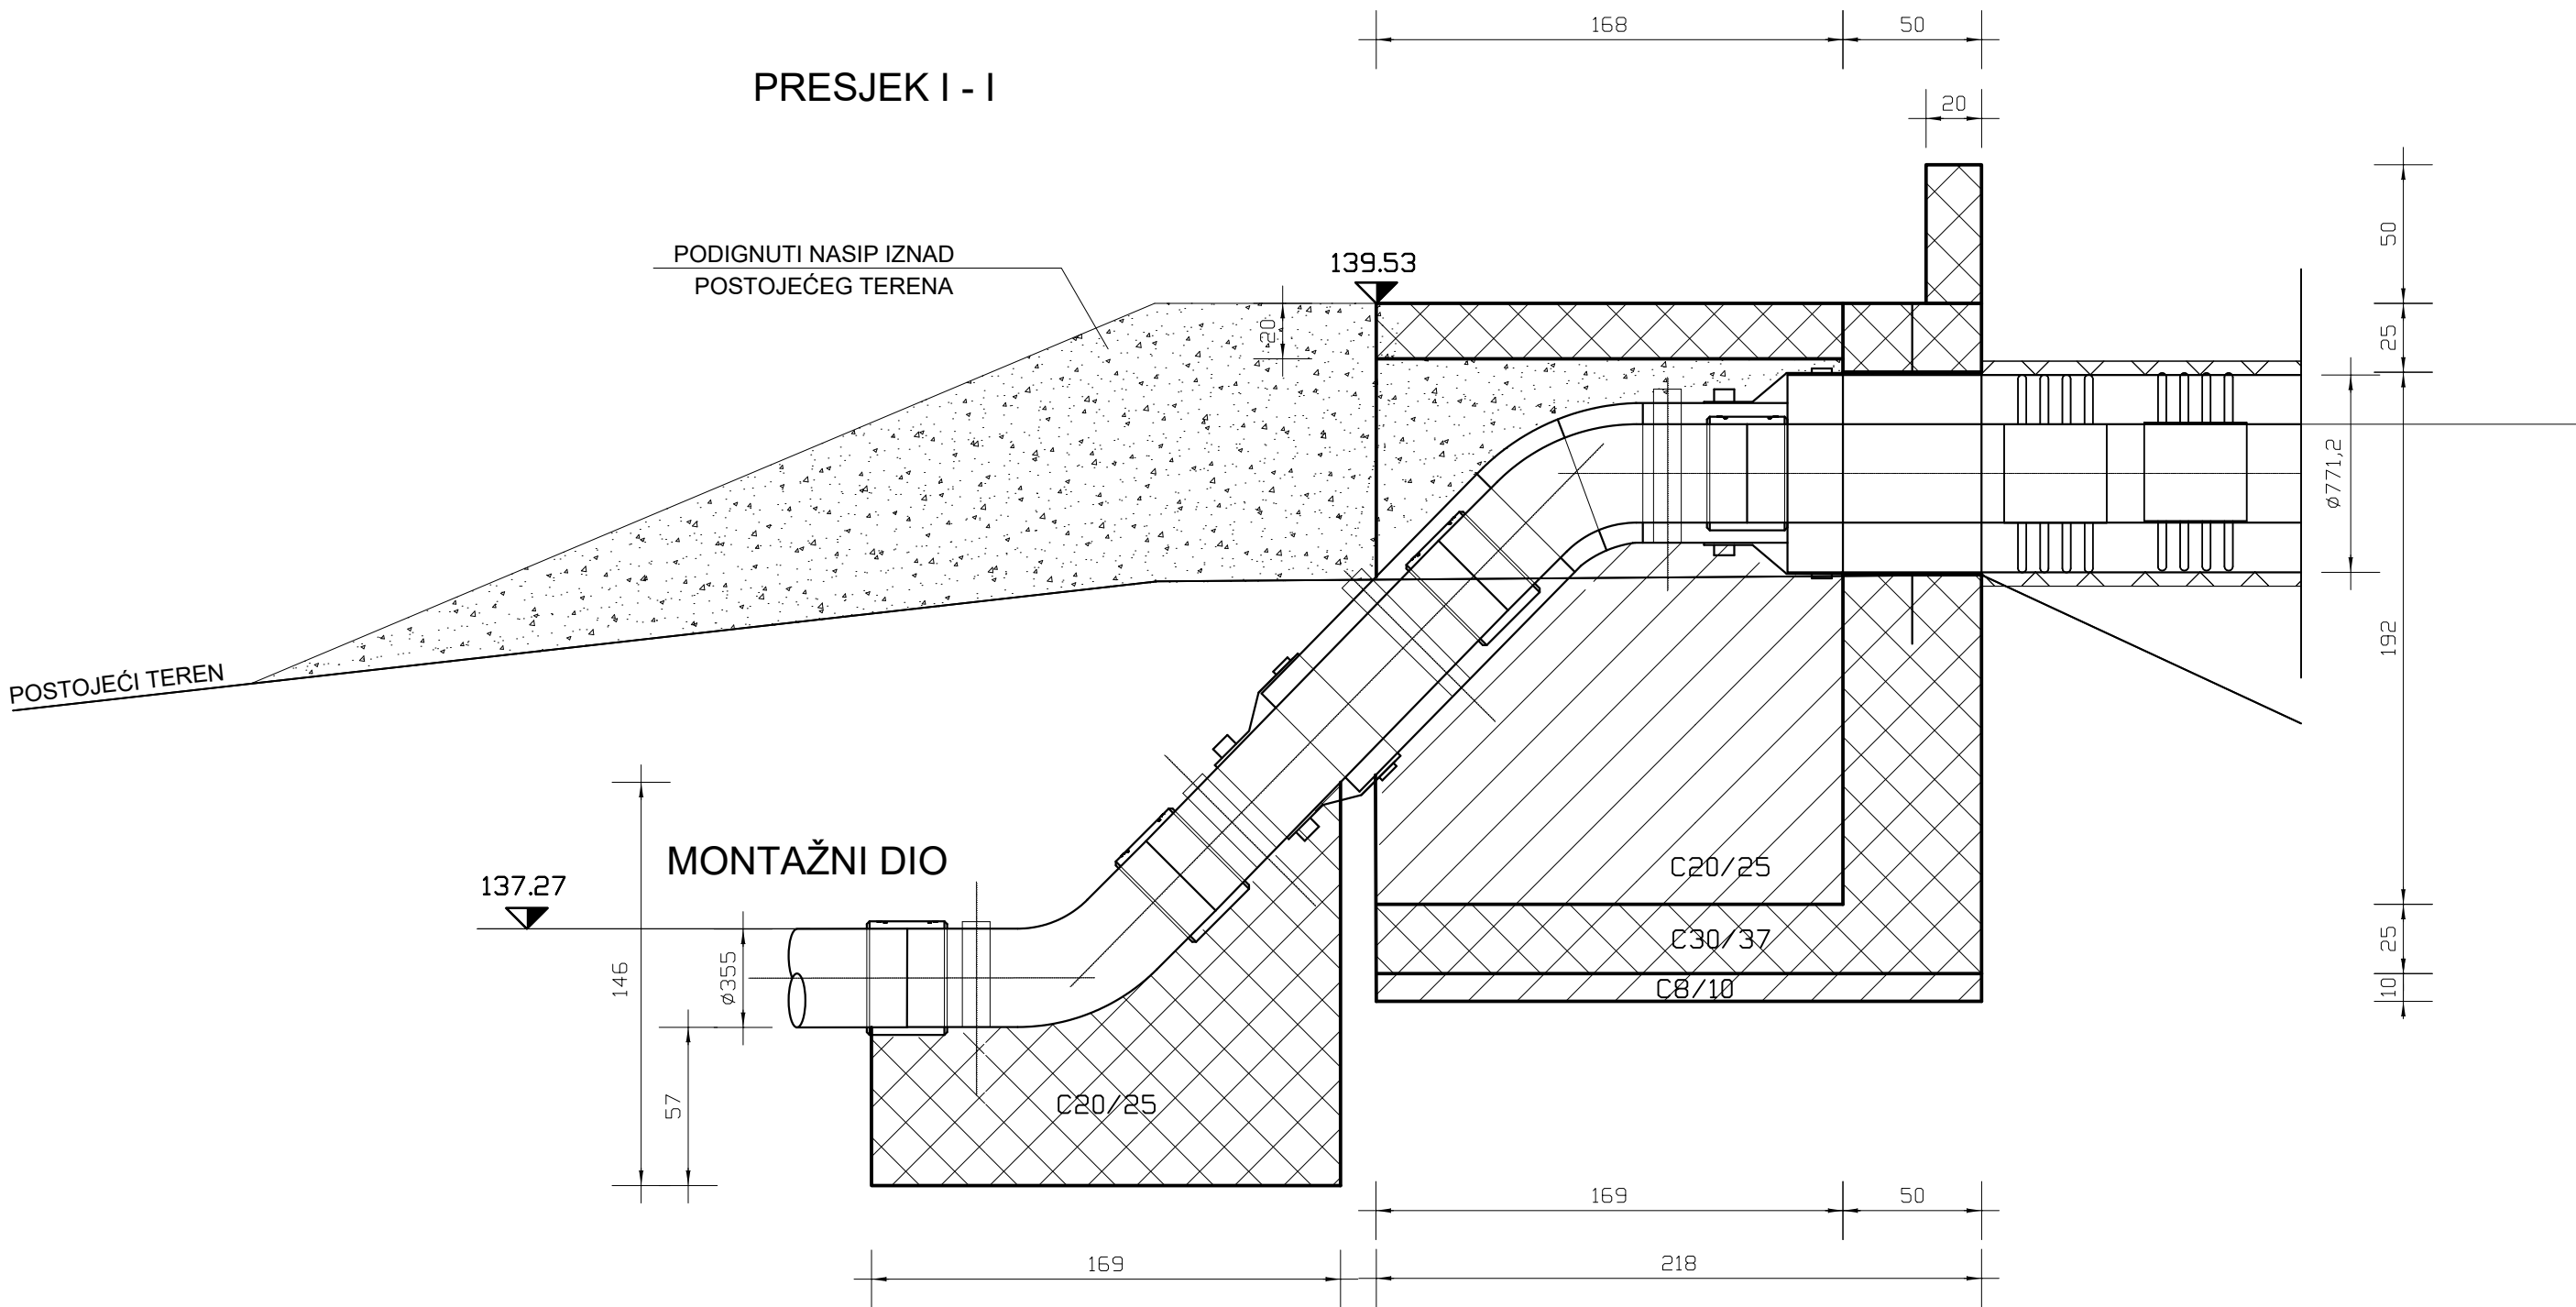 168
50
PRESJEK I - I
20
50
PODIGNUTI NASIP IZNAD
POSTOJEĆEG TERENA
139.53
20
25
ø771,2
192
POSTOJEĆI TEREN
MONTAŽNI DIO
137.27
C20/25
C30/37
25
C8/10
10
146
ø355
57
C20/25
169
50
169
218